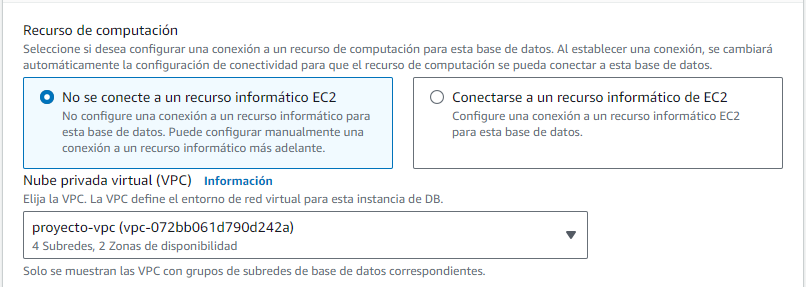 Recurso de computación
Seleccione si desea configurar una conexión a un recurso de computación para esta base de datos. Al establecer una conexión, se cambiará
automáticamente la configuración de conectividad para que el recurso de computación se pueda conectar a esta base de datos.
No se conecte a un recurso informático EC2
No configure una conexión a un recurso informático para
esta base de datos. Puede configurar manualmente una
conexión a un recurso informático más adelante.
Conectarse a un recurso informático de EC2
Configure una conexión a un recurso informático EC2
para esta base de datos.
Nube privada virtual (VPC) Información
Elija la VPC. La VPC define el entorno de red virtual para esta instancia de DB.
proyecto-vpc (vpc-072bb061d790d242a)
4 Subredes, 2 Zonas de disponibilidad
Solo se muestran las VPC con grupos de subredes de base de datos correspondientes.